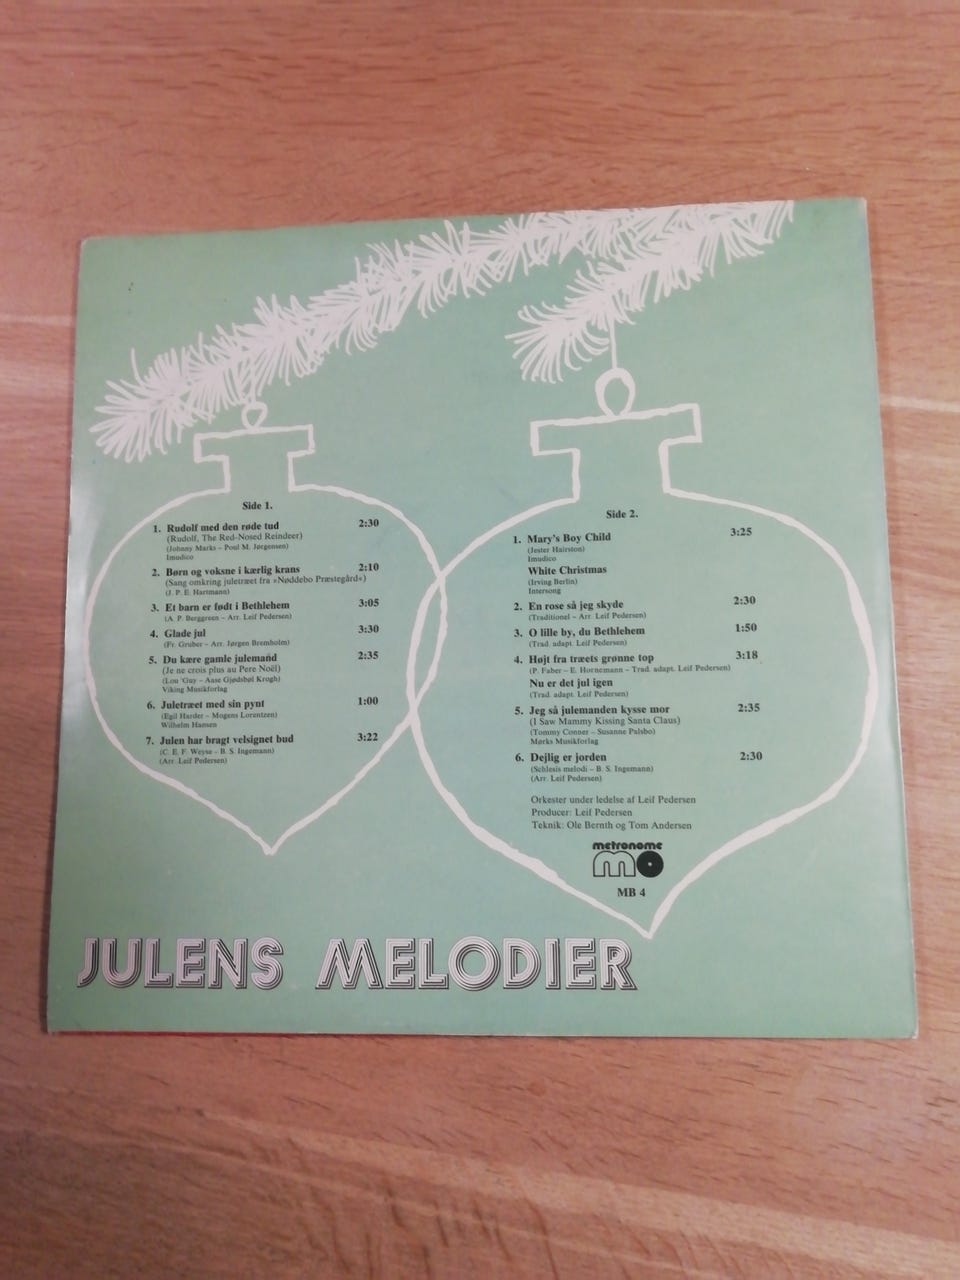 Side 1.
1. Rudolf med den røde tud 2:30
(Rudolf, The Red-Nosed Reindeer)
(Johnny Marks – Poul M. Jørgensen)
Imudico
2. Børn og voksne i kærlig krans 2:10
(Sang omkring juletræet fra »Nøddebo Præstegård«)
(J. P. E. Hartmann)
3. Et barn er født i Bethlehem 3:05
(A. P. Berggreen – Arr. Leif Pedersen)
4. Glade jul 3:30
(Fr. Gruber – Arr. Jørgen Bremholm)
5. Du kære gamle julemand 2:35
(Je ne crois plus au Pere Noël)
(Lou 'Guy – Aase Gjødsbøl Krogh)
Viking Musikforlag
6. Juletræet med sin pynt 1:00
(Egil Harder – Mogens Lorentzen)
Wilhelm Hansen
7. Julen har bragt velsignet bud 3:22
(C. E. F. Weyse – B. S. Ingemann)
(Arr. Leif Pedersen)
Side 2.
1. Mary's Boy Child 3:25
(Jester Hairston)
Imudico
White Christmas
(Irving Berlin)
Intersong
2. En rose så jeg skyde 2:30
(Traditionel – Arr. Leif Pedersen)
3. O lille by, du Bethlehem 1:50
(Trad. adapt. Leif Pedersen)
4. Højt fra træets grønne top 3:18
(P. Faber – E. Hornemann – Trad. adapt. Leif Pedersen)
Nu er det jul igen
(Trad. adapt. Leif Pedersen)
5. Jeg så julemanden kysse mor 2:35
(I Saw Mammy Kissing Santa Claus)
(Tommy Conner – Susanne Palsbo)
Mørks Musikforlag
6. Dejlig er jorden 2:30
(Schlesis melodi – B. S. Ingemann)
(Arr. Leif Pedersen)
Orkester under ledelse af Leif Pedersen
Producer: Leif Pedersen
Teknik: Ole Bernth og Tom Andersen
metronome
mo
MB 4
JULENS MELODIER